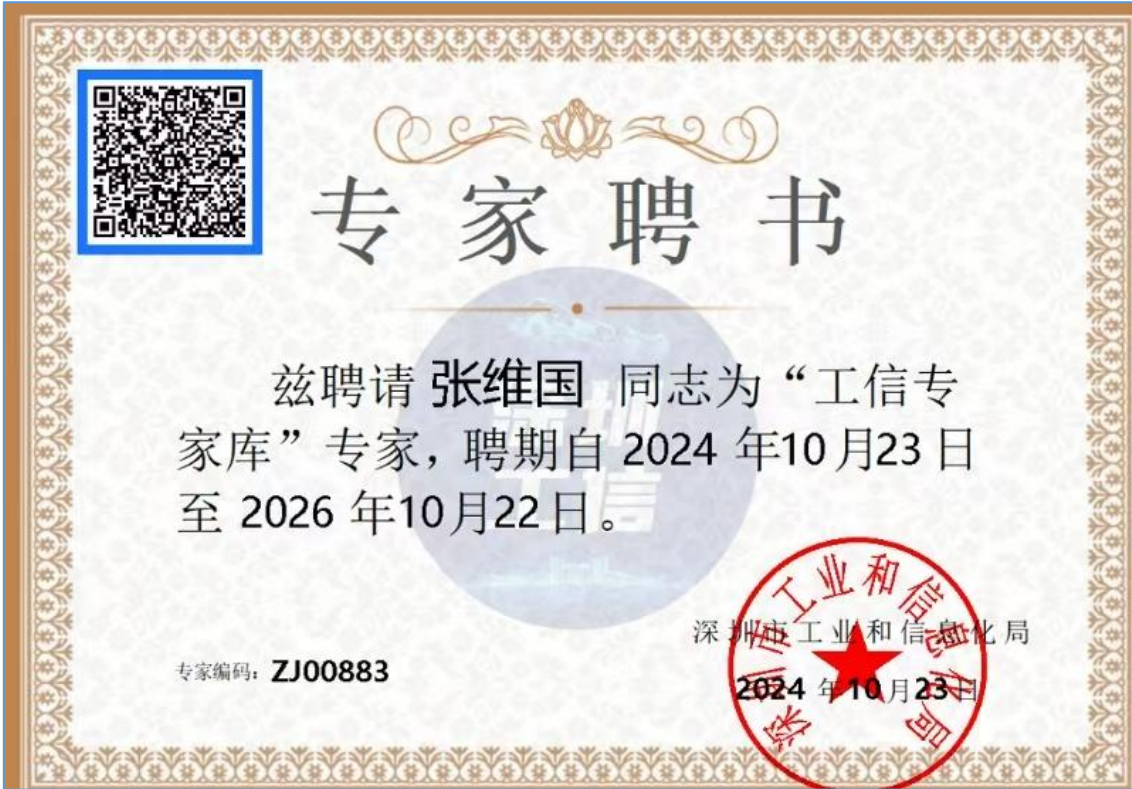 专家聘书
兹聘请 张维国 同志为“工信专
家库”专家，聘期自 2024 年10月23日
至 2026 年10月22日。
深圳市工业和信息化局
2024 年10月23日
专家编码：ZJ00883
深圳市工业和信息化局